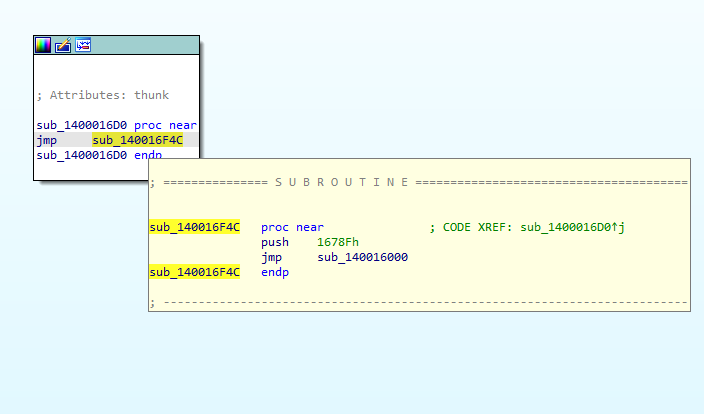 ; Attributes: thunk
sub_1400016D0 proc near
jmp sub_140016F4C
sub_1400016D0 endp
; =============== S U B R O U T I N E =======================================
sub_140016F4C proc near ; CODE XREF: sub_1400016D0↑j
push 1678Fh
jmp sub_140016000
sub_140016F4C endp
; ---------------------------------------------------------------------------